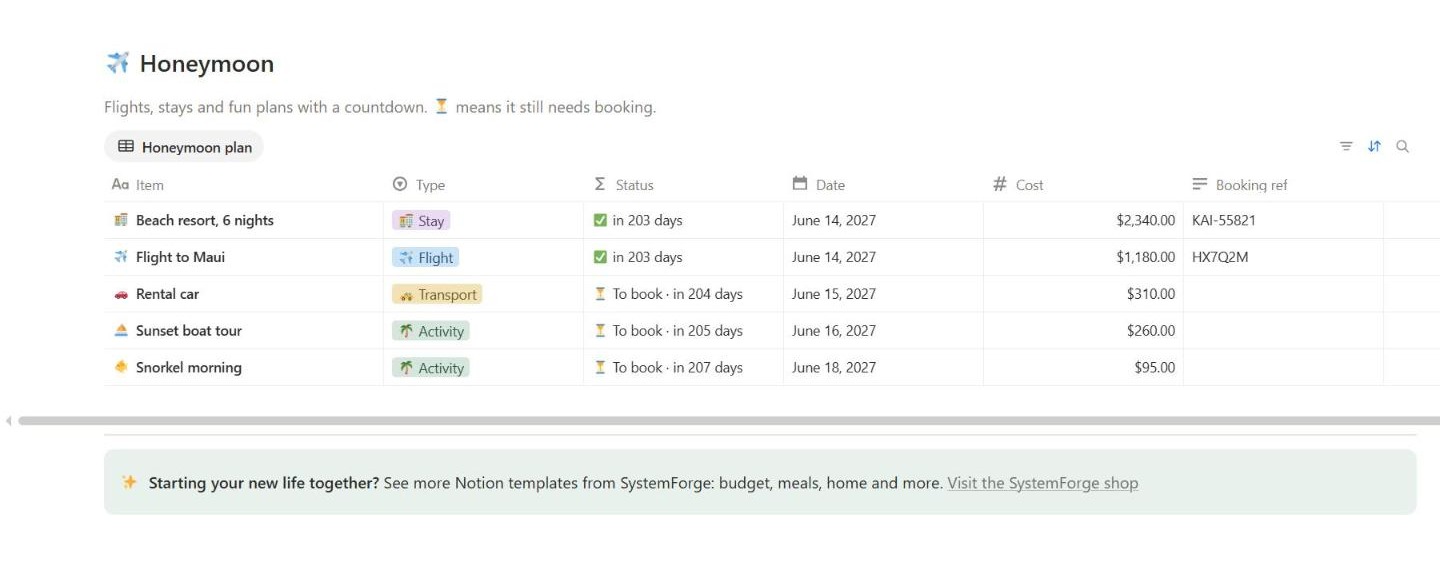 ✈️ Honeymoon
Flights, stays and fun plans with a countdown. ⏳ means it still needs booking.
Honeymoon plan
Aa Item Type Σ Status Date # Cost Booking ref
Beach resort, 6 nights Stay ✅ in 203 days June 14, 2027 $2,340.00 KAI-55821
Flight to Maui Flight ✅ in 203 days June 14, 2027 $1,180.00 HX7Q2M
Rental car Transport ⏳ To book · in 204 days June 15, 2027 $310.00
Sunset boat tour Activity ⏳ To book · in 205 days June 16, 2027 $260.00
Snorkel morning Activity ⏳ To book · in 207 days June 18, 2027 $95.00
✨ Starting your new life together? See more Notion templates from SystemForge: budget, meals, home and more. Visit the SystemForge shop